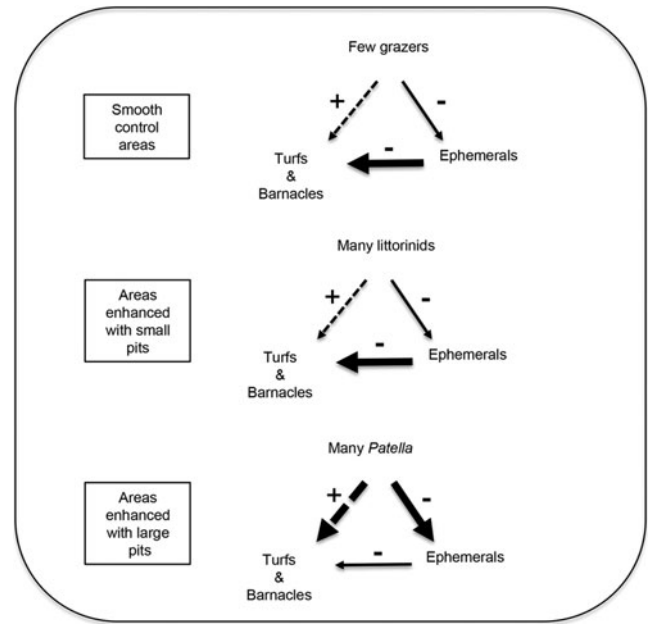 Few grazers
Smooth
control
areas
+
-
-
Turfs
&
Barnacles
Ephemerals
Many littorinids
Areas
enhanced
with small
pits
+
-
-
Turfs
&
Barnacles
Ephemerals
Many Patella
Areas
enhanced
with large
pits
+
-
-
Turfs
&
Barnacles
Ephemerals